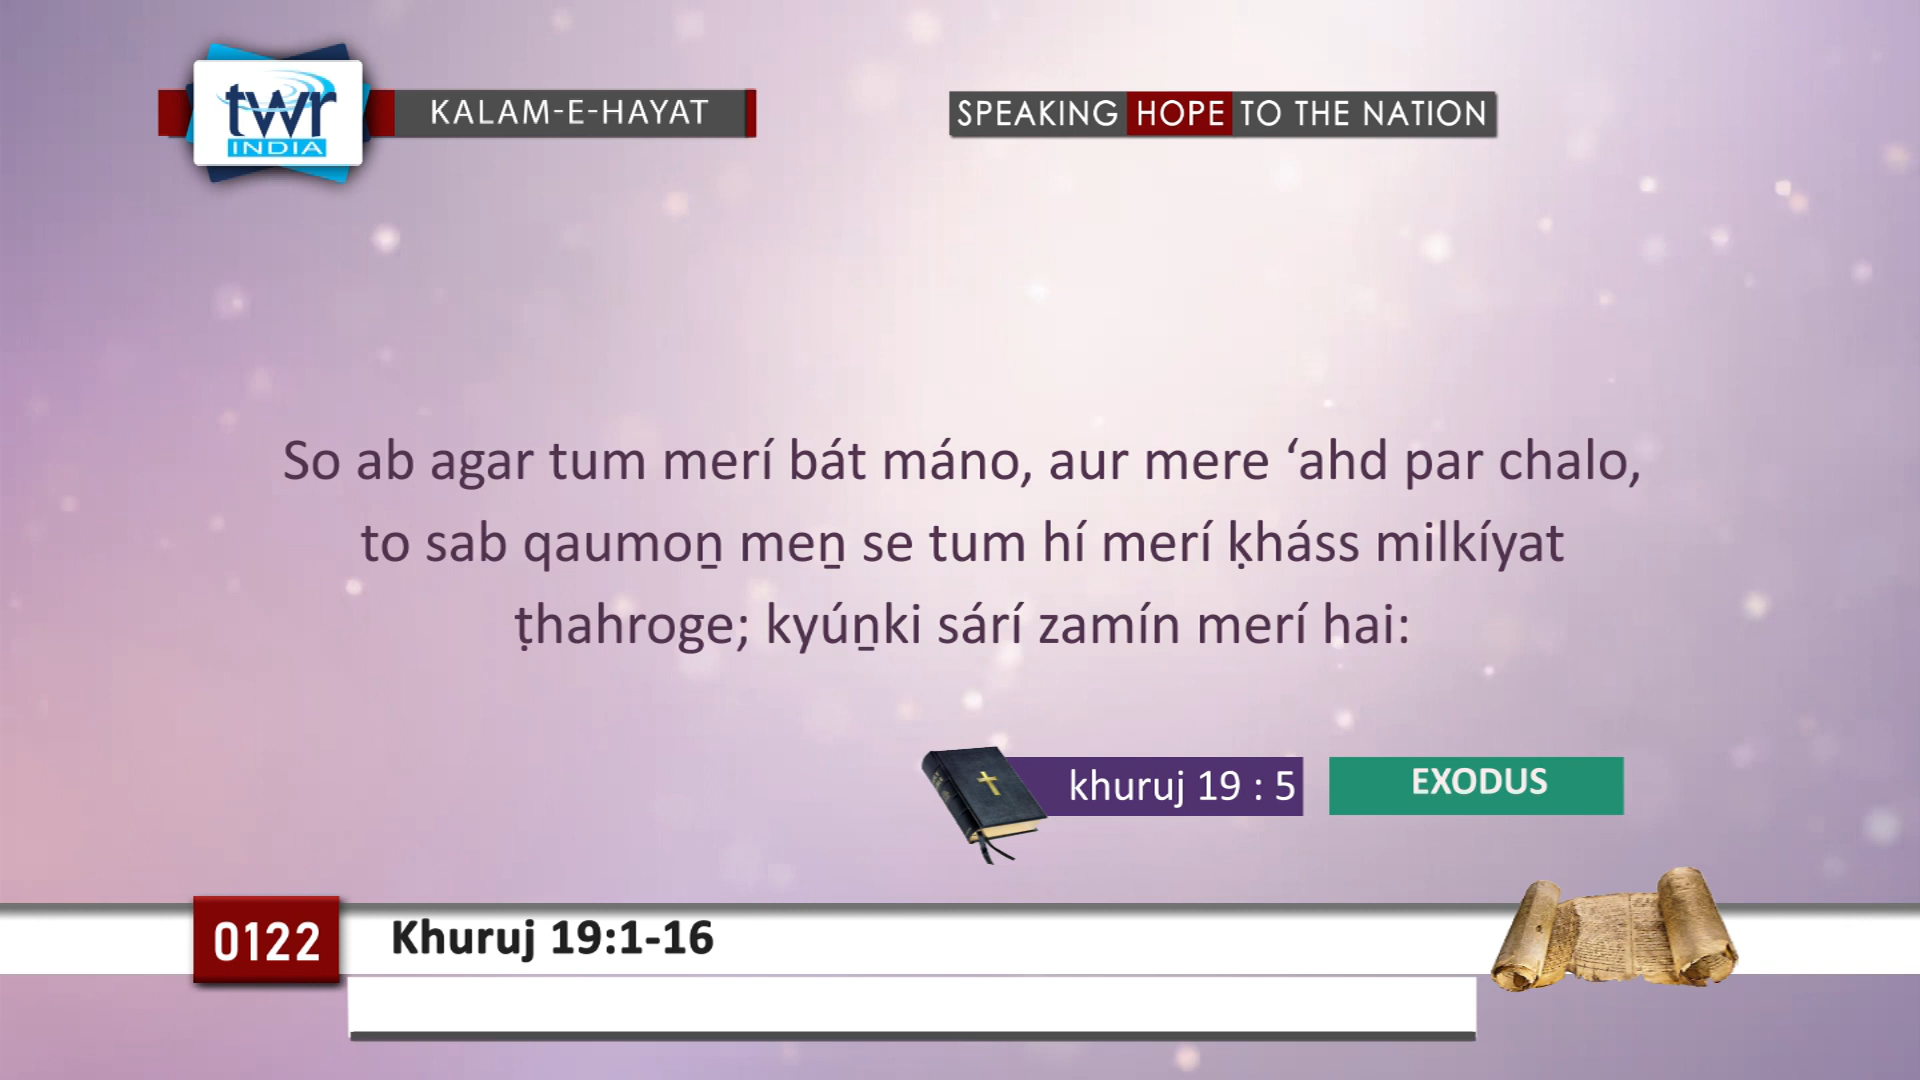 twr
INDIA
KALAM-E-HAYAT
SPEAKING HOPE TO THE NATION
So ab agar tum merí bát máno, aur mere ‘ahd par chalo,
to sab qaumoṉ meṉ se tum hí merí ḳháss milkíyat
ṭhahroge; kyúṉki sárí zamín merí hai:
khuruj 19 : 5
EXODUS
0122
Khuruj 19:1-16